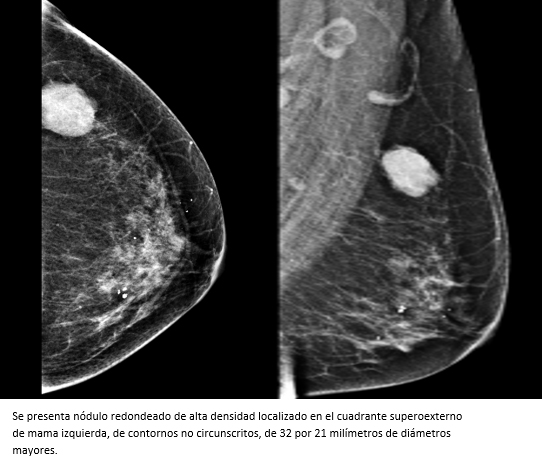 Se presenta nódulo redondeado de alta densidad localizado en el cuadrante superoexterno
de mama izquierda, de contornos no circunscritos, de 32 por 21 milímetros de diámetros
mayores.